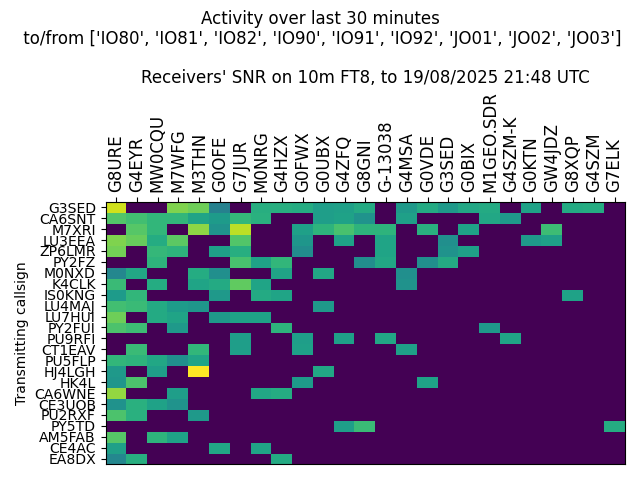 Activity over last 30 minutes
to/from ['IO80', 'IO81', 'IO82', 'IO90', 'IO91', 'IO92', 'JO01', 'JO02', 'JO03']
Receivers' SNR on 10m FT8, to 19/08/2025 21:48 UTC
G8URE
G4EYR
MW0CQU
M7WFG
M3THN
G0OFE
G7JUR
M0NRG
G4HZX
G0FWX
G0UBX
G4ZFQ
G8GNI
G-13038
G4MSA
G0VDE
G3SED
G0BIX
M1GEO.SDR
G4SZM-K
G0KTN
GW4JDZ
G8XQP
G4SZM
G7ELK
Transmitting callsign
G3SED
CA6SNT
M7XRI
LU3EEA
ZP6LMR
PY2FZ
M0NXD
K4CLK
IS0KNG
LU4MAI
LU7HUI
PY2FUI
PU9RFI
CT1EAV
PU5FLP
HJ4LGH
HK4L
CA6WNE
CE3UOB
PU2RXF
PY5TD
AM5FAB
CE4AC
EA8DX